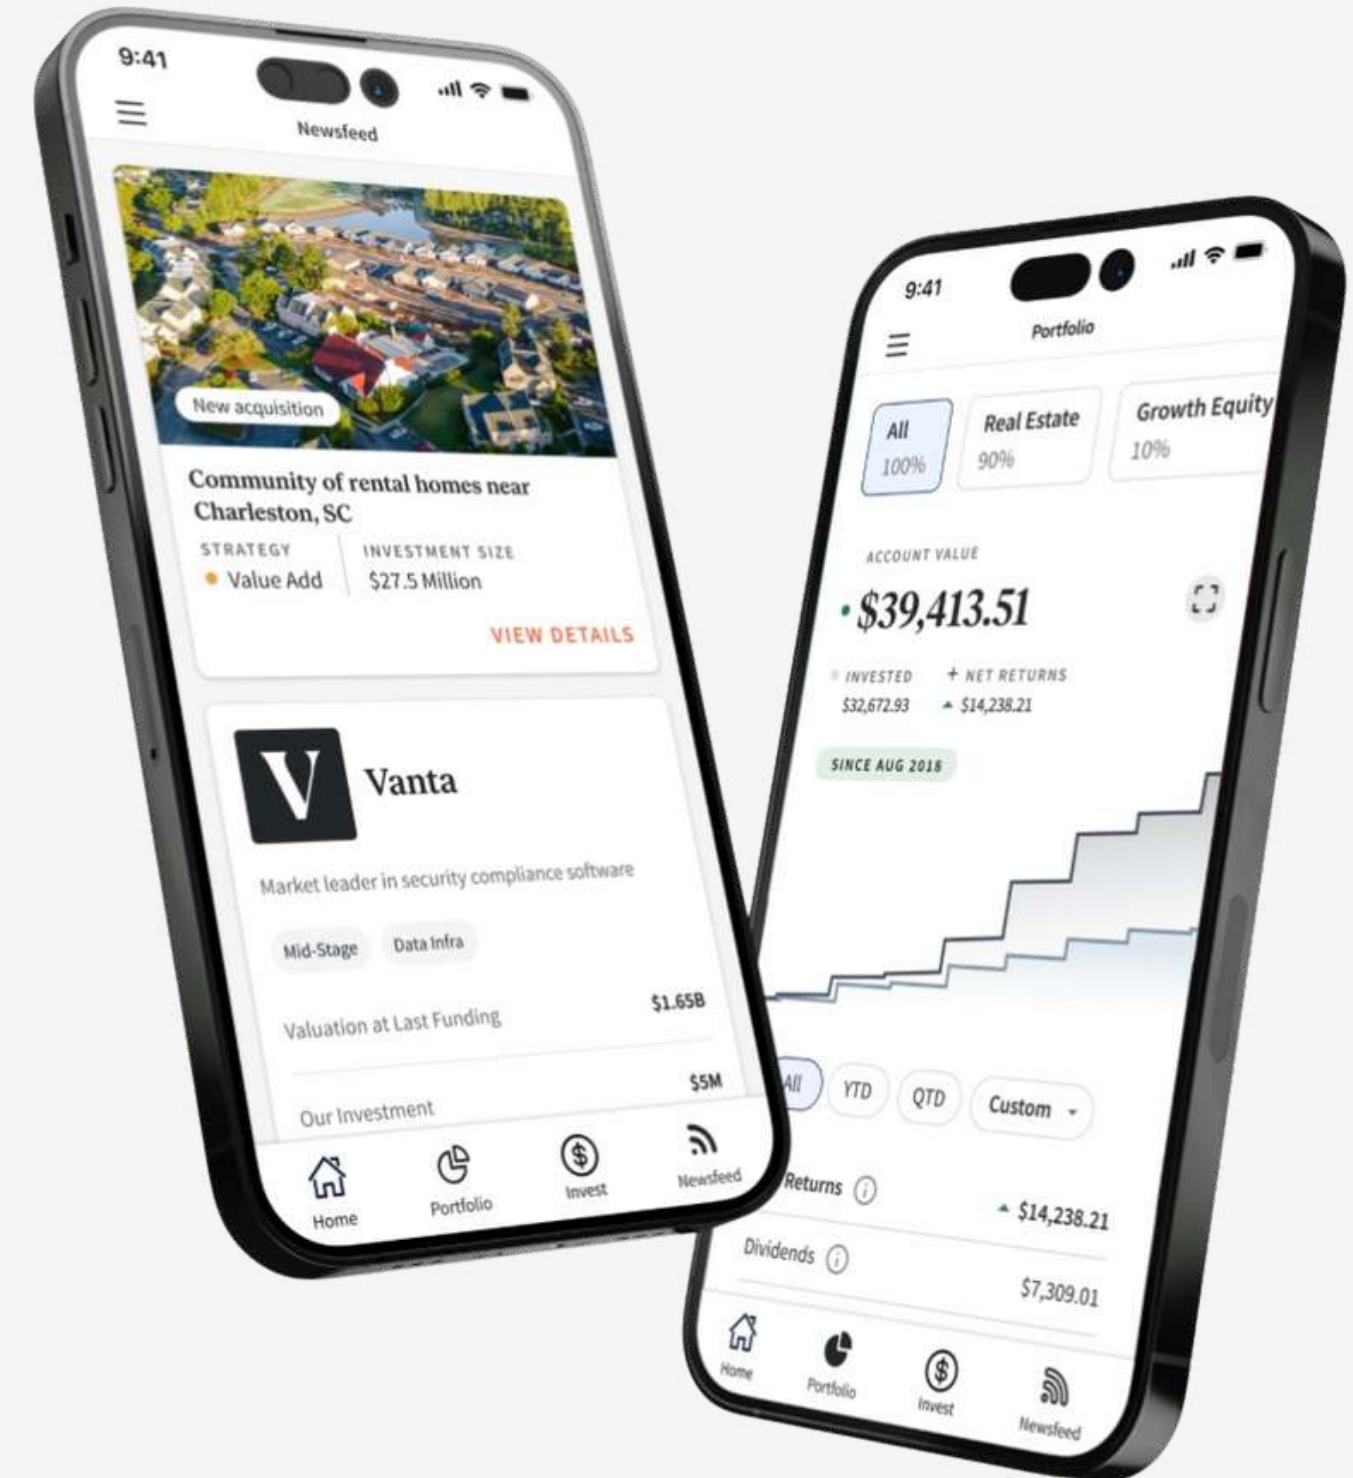 9:41
Newsfeed
New acquisition
Community of rental homes near
Charleston, SC
STRATEGY INVESTMENT SIZE
Value Add $27.5 Million
VIEW DETAILS
V Vanta
Market leader in security compliance software
Mid-Stage Data Infra
Valuation at Last Funding $1.65B
Our Investment $5M
Home Portfolio Invest Newsfeed
9:41
Portfolio
All Real Estate Growth Equity
100% 90% 10%
ACCOUNT VALUE
$39,413.51
INVESTED + NET RETURNS
$32,672.93 $14,238.21
SINCE AUG 2018
All YTD QTD Custom
Returns $14,238.21
Dividends $7,309.01
Home Portfolio Invest Newsfeed